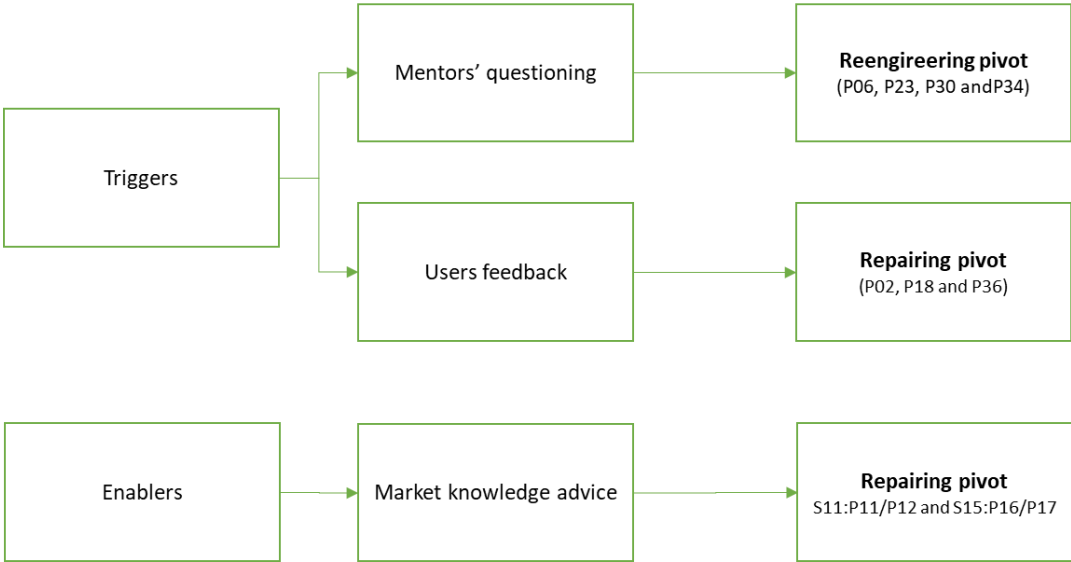 Triggers
Mentors’ questioning
Reengireering pivot
(P06, P23, P30 andP34)
Users feedback
Repairing pivot
(P02, P18 and P36)
Enablers
Market knowledge advice
Repairing pivot
S11:P11/P12 and S15:P16/P17